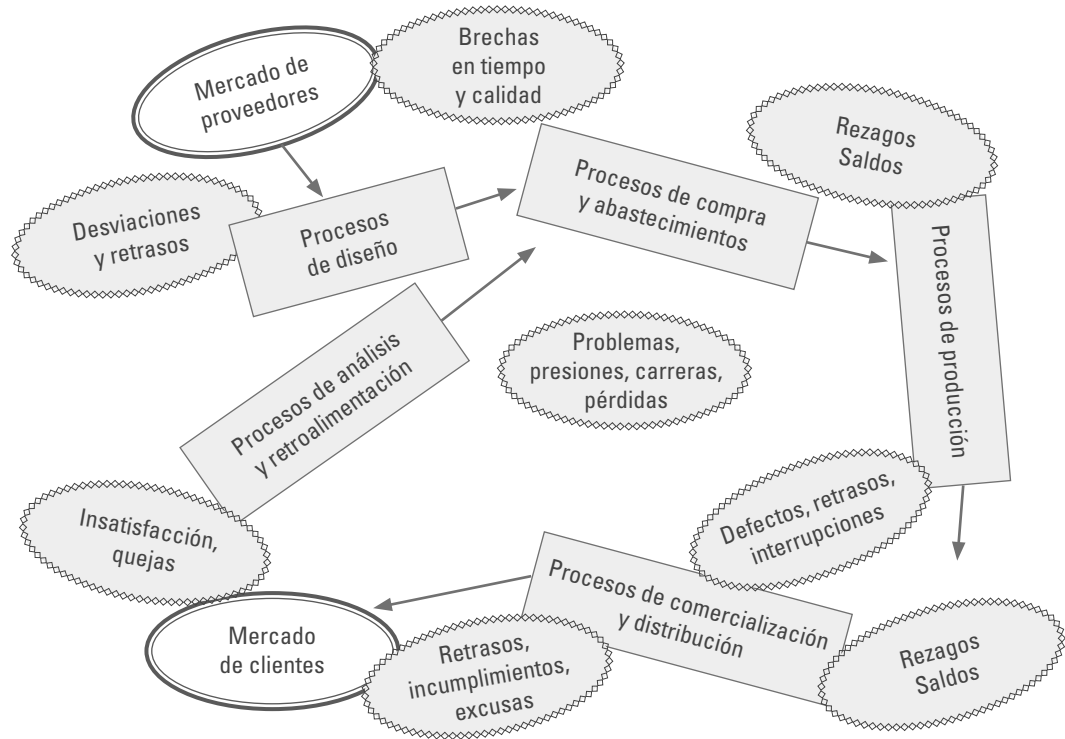 Mercado de
proveedores
Brechas
en tiempo
y calidad
Rezagos
Saldos
Desviaciones
y retrasos
Procesos
de diseño
Procesos de compra
y abastecimientos
Procesos de producción
Procesos de análisis
y retroalimentación
Problemas,
presiones, carreras,
pérdidas
Insatisfacción,
quejas
Defectos, retrasos,
interrupciones
Procesos de comercialización
y distribución
Mercado
de clientes
Retrasos,
incumplimientos,
excusas
Rezagos
Saldos